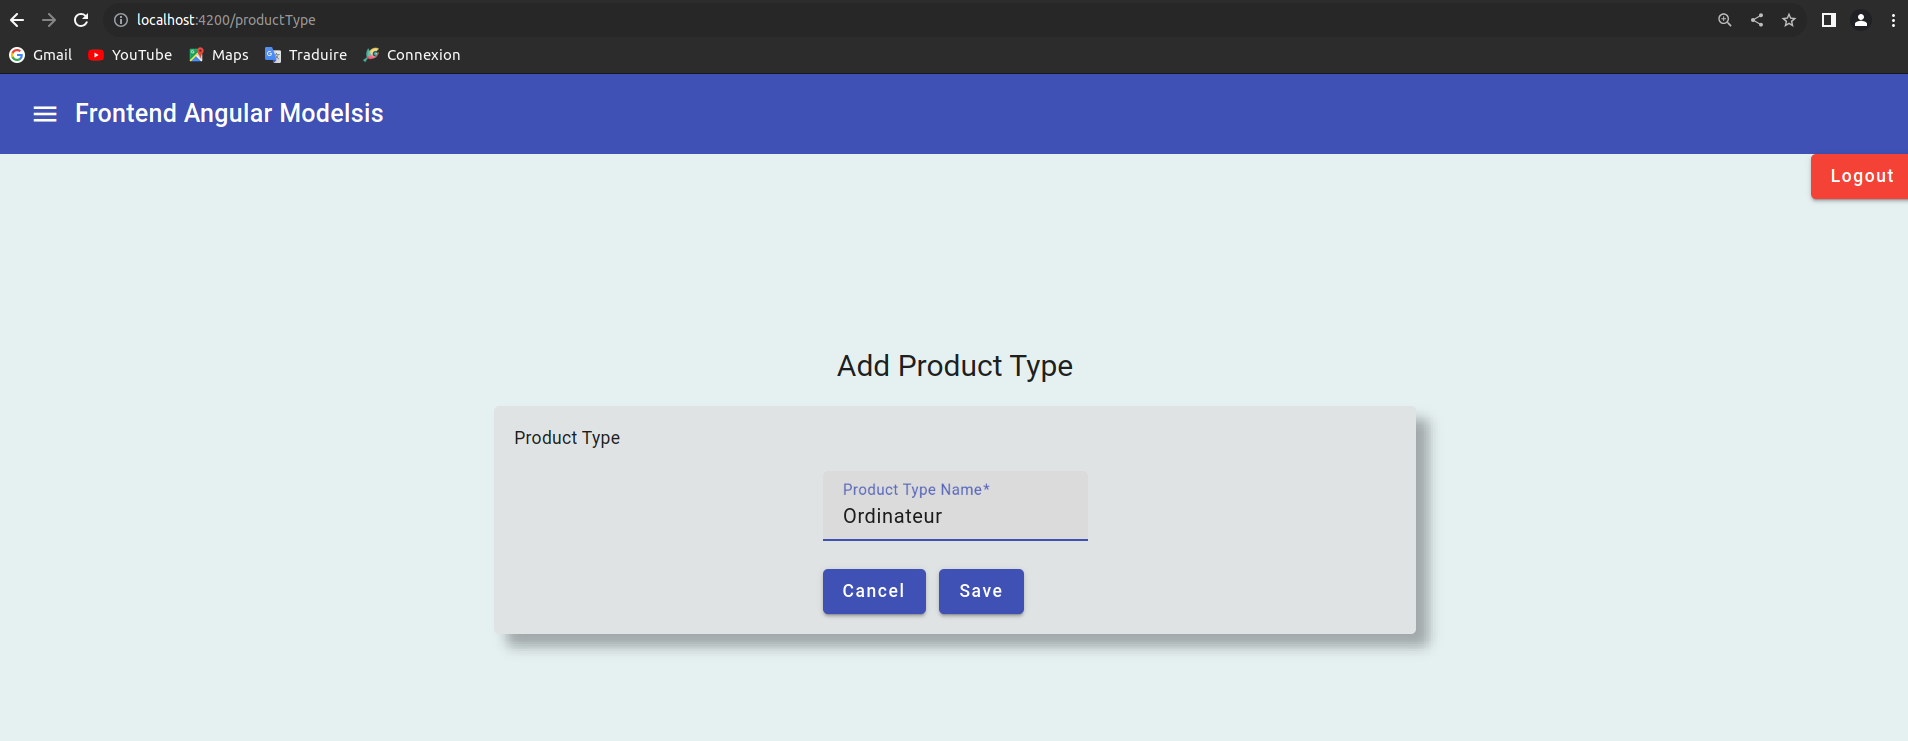 localhost:4200/productType
Gmail YouTube Maps Traduire Connexion
Frontend Angular Modelsis
Logout
Add Product Type
Product Type
Product Type Name*
Ordinateur
Cancel Save